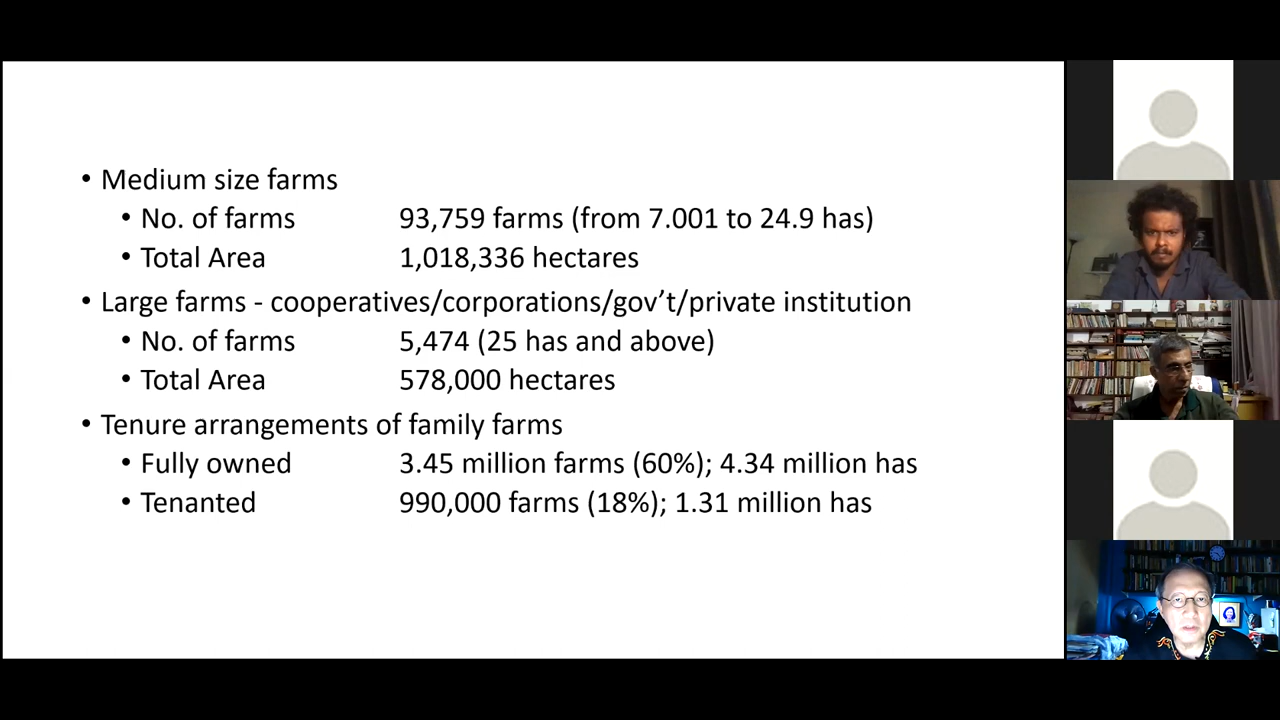 • Medium size farms
• No. of farms 93,759 farms (from 7.001 to 24.9 has)
• Total Area 1,018,336 hectares
• Large farms - cooperatives/corporations/gov’t/private institution
• No. of farms 5,474 (25 has and above)
• Total Area 578,000 hectares
• Tenure arrangements of family farms
• Fully owned 3.45 million farms (60%); 4.34 million has
• Tenanted 990,000 farms (18%); 1.31 million has